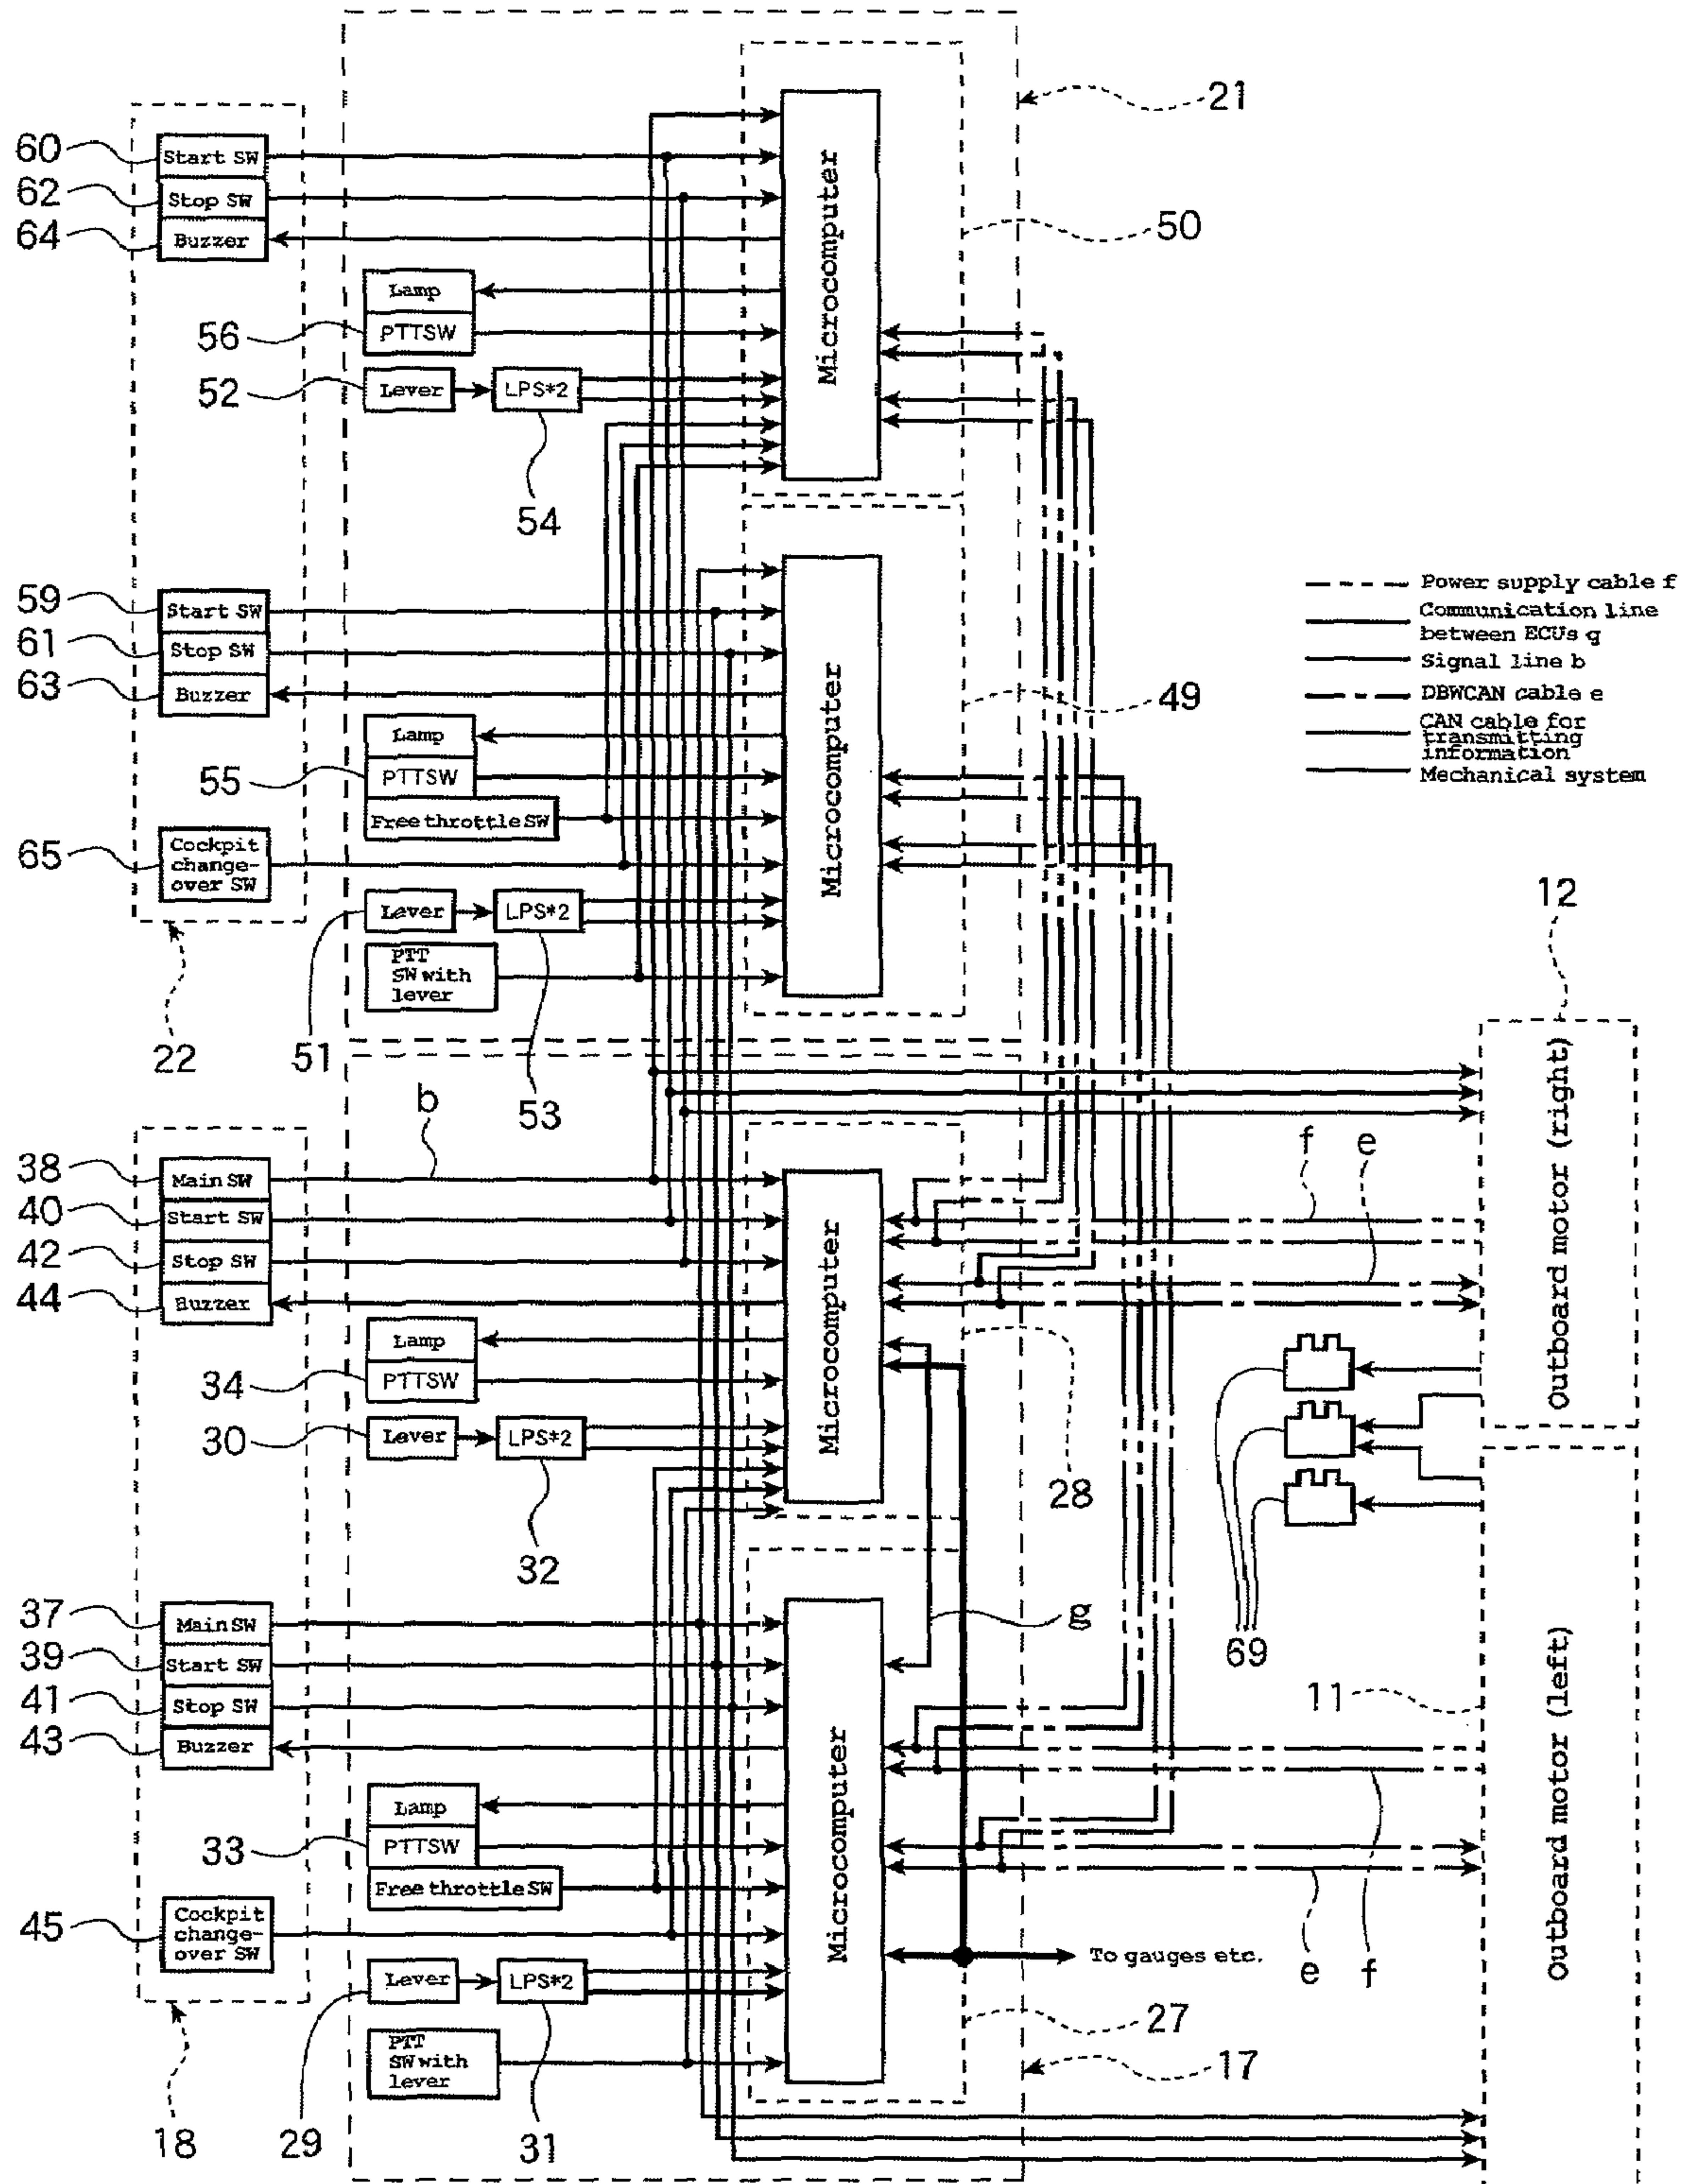 21
60
Start SW
62
Stop SW
64
Buzzer
50
Microcomputer
Lamp
56
PTTSW
52
Lever
LPS*2
54
59
Start SW
61
Stop SW
63
Buzzer
49
Microcomputer
Lamp
55
PTTSW
Free throttle SW
65
Cockpit
change-
over SW
Lever
LPS*2
PTT
SW with
lever
22
51
53
Power supply cable f
Communication line
between ECUs g
Signal line b
DBWCAN cable e
CAN cable for
transmitting
information
Mechanical system
12
Outboard motor (right)
b
f
e
38
Main SW
40
Start SW
42
Stop SW
44
Buzzer
Microcomputer
Lamp
34
PTTSW
30
Lever
LPS*2
28
32
69
37
Main SW
39
Start SW
41
Stop SW
43
Buzzer
g
11
Outboard motor (left)
Microcomputer
Lamp
33
PTTSW
Free throttle SW
45
Cockpit
change-
over SW
To gauges etc.
e
f
Lever
LPS*2
27
PTT
SW with
lever
17
18
29
31